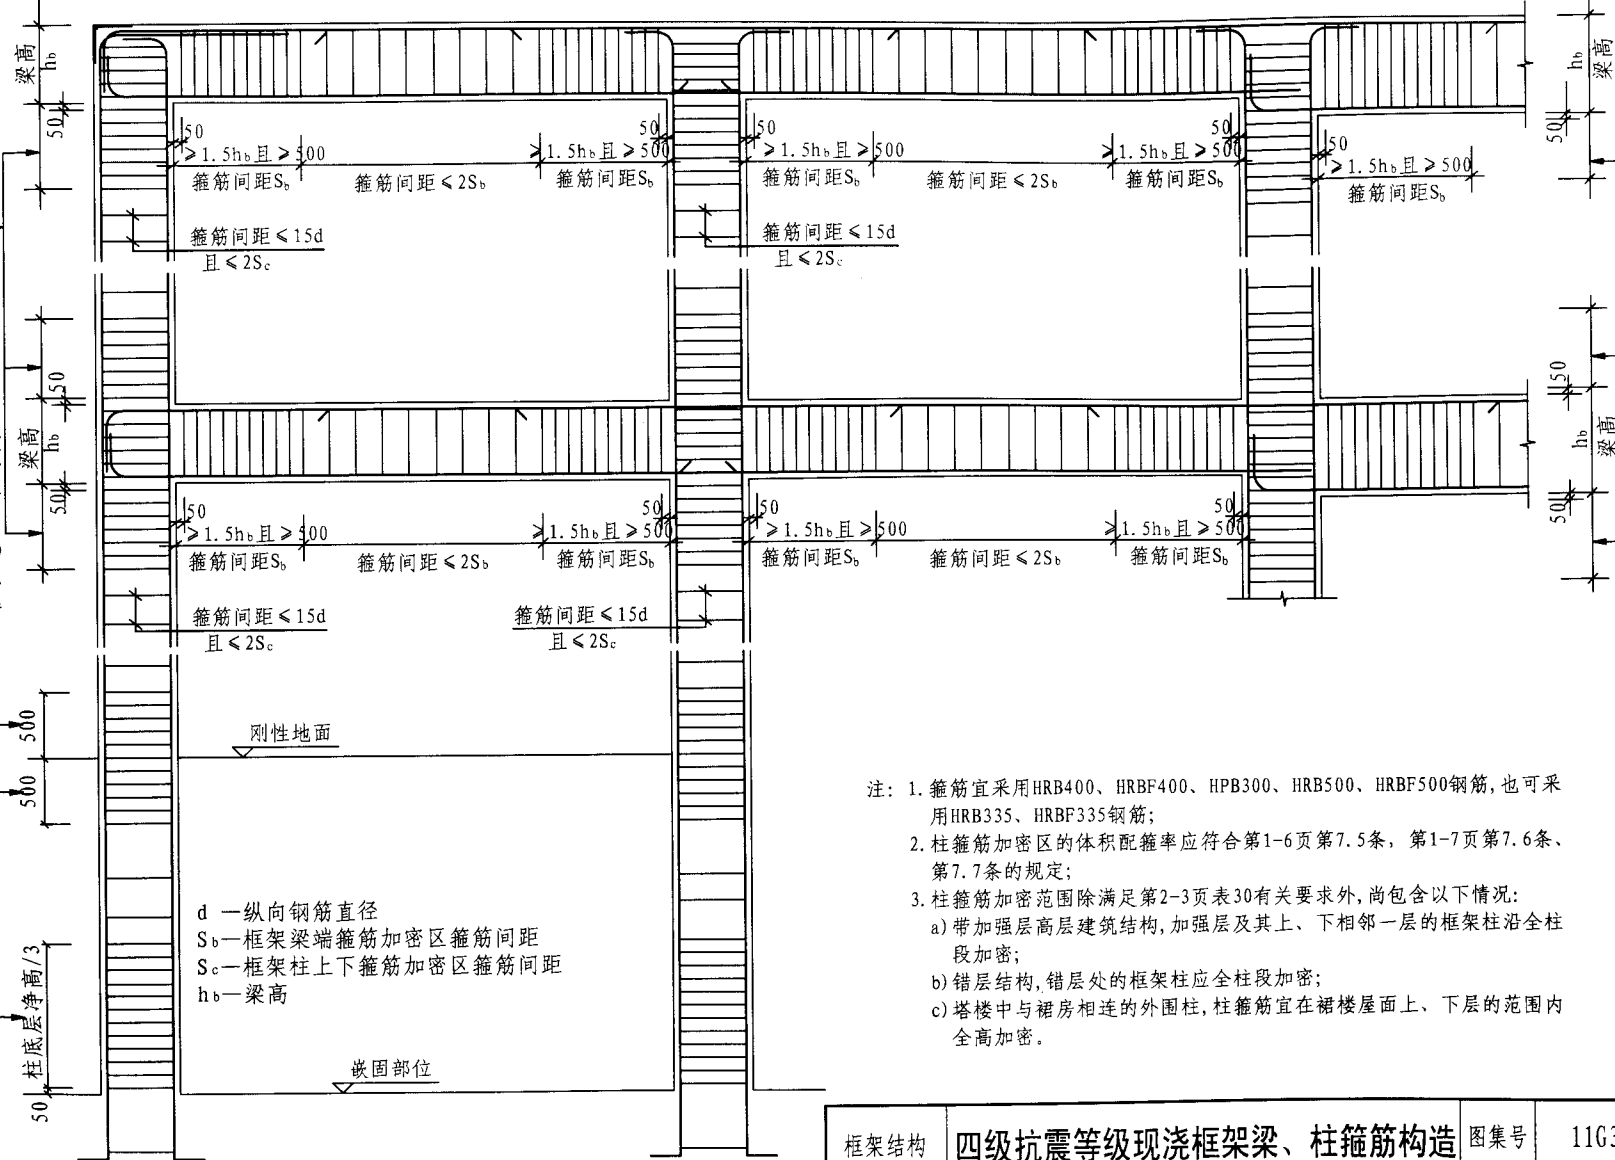 梁高
hb
50
50
≥1.5hb且≥500
箍筋间距Sb
箍筋间距≤2Sb
50
≥1.5hb且≥500
箍筋间距Sb
50
≥1.5hb且≥500
箍筋间距Sb
箍筋间距≤2Sb
50
≥1.5hb且≥500
箍筋间距Sb
50
≥1.5hb且≥500
箍筋间距Sb
hb
梁高
50
箍筋间距≤15d
且≤2Sc
箍筋间距≤15d
且≤2Sc
50
梁高
hb
50
50
hb
梁高
50
50
≥1.5hb且≥500
箍筋间距Sb
箍筋间距≤2Sb
50
≥1.5hb且≥500
箍筋间距Sb
50
≥1.5hb且≥500
箍筋间距Sb
箍筋间距≤2Sb
50
≥1.5hb且≥500
箍筋间距Sb
箍筋间距≤15d
且≤2Sc
箍筋间距≤15d
且≤2Sc
500
500
刚性地面
d —纵向钢筋直径
Sb—框架梁端箍筋加密区箍筋间距
Sc—框架柱上下箍筋加密区箍筋间距
hb—梁高
柱底层净高/3
50
嵌固部位
注: 1.箍筋宜采用HRB400、HRBF400、HPB300、HRB500、HRBF500钢筋,也可采
用HRB335、HRBF335钢筋;
2.柱箍筋加密区的体积配箍率应符合第1-6页第7.5条, 第1-7页第7.6条、
第7.7条的规定;
3.柱箍筋加密范围除满足第2-3页表30有关要求外,尚包含以下情况:
a)带加强层高层建筑结构,加强层及其上、下相邻一层的框架柱沿全柱
段加密;
b)错层结构,错层处的框架柱应全柱段加密;
c)塔楼中与裙房相连的外围柱,柱箍筋宜在裙楼屋面上、下层的范围内
全高加密。
框架结构
四级抗震等级现浇框架梁、柱箍筋构造
图集号
11G3